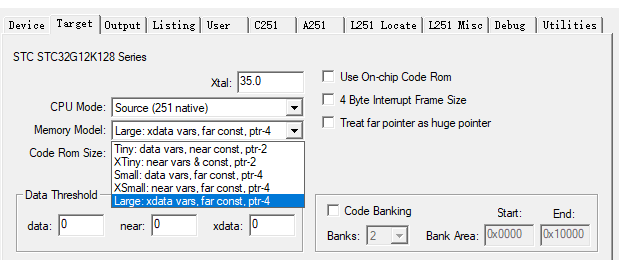 Device Target Output Listing User C251 A251 L251 Locate L251 Misc Debug Utilities
STC STC32G12K128 Series
Xtal: 35.0
Use On-chip Code Rom
CPU Mode: Source (251 native)
4 Byte Interrupt Frame Size
Memory Model: Large: xdata vars, far const, ptr-4
Treat far pointer as huge pointer
Code Rom Size:
Tiny: data vars, near const, ptr-2
XTiny: near vars & const, ptr-2
Small: data vars, far const, ptr-4
XSmall: near vars, far const, ptr-4
Large: xdata vars, far const, ptr-4
Data Threshold
data: 0 near: 0 xdata: 0
Code Banking Start: End:
Banks: 2 Bank Area: 0x0000 0x10000